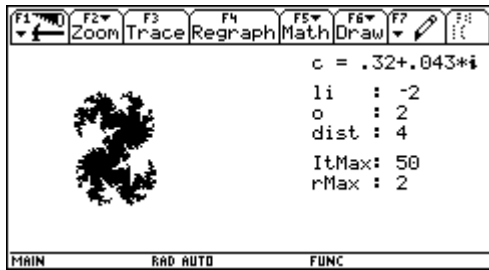 F1 F2 Zoom F3 Trace F4 Regraph F5 Math F6 Draw F7
c = .32+.043*i
li : -2
o : 2
dist : 4
ItMax: 50
rMax : 2
MAIN RAD AUTO FUNC